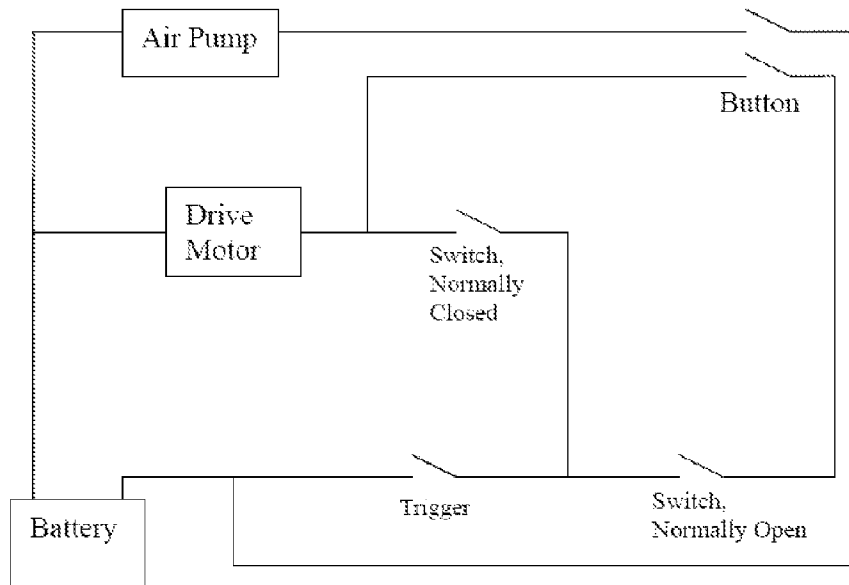 Air Pump
Button
Drive
Motor
Switch,
Normally
Closed
Trigger
Switch,
Normally Open
Battery